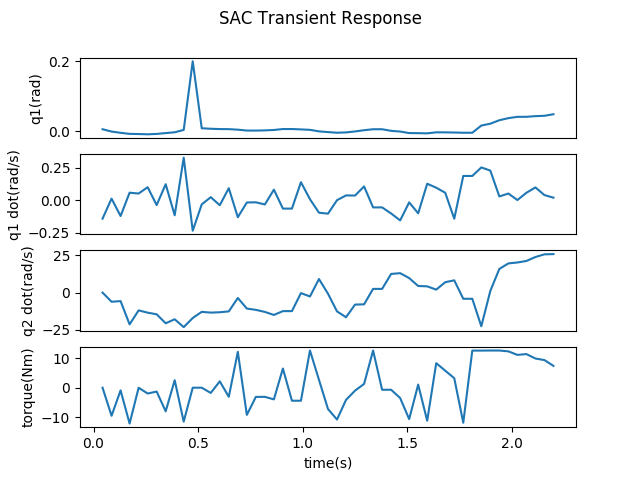 SAC Transient Response
q1(rad)
0.2
0.0
q1 dot(rad/s)
0.25
0.00
−0.25
q2 dot(rad/s)
25
0
−25
torque(Nm)
10
0
−10
0.0 0.5 1.0 1.5 2.0
time(s)